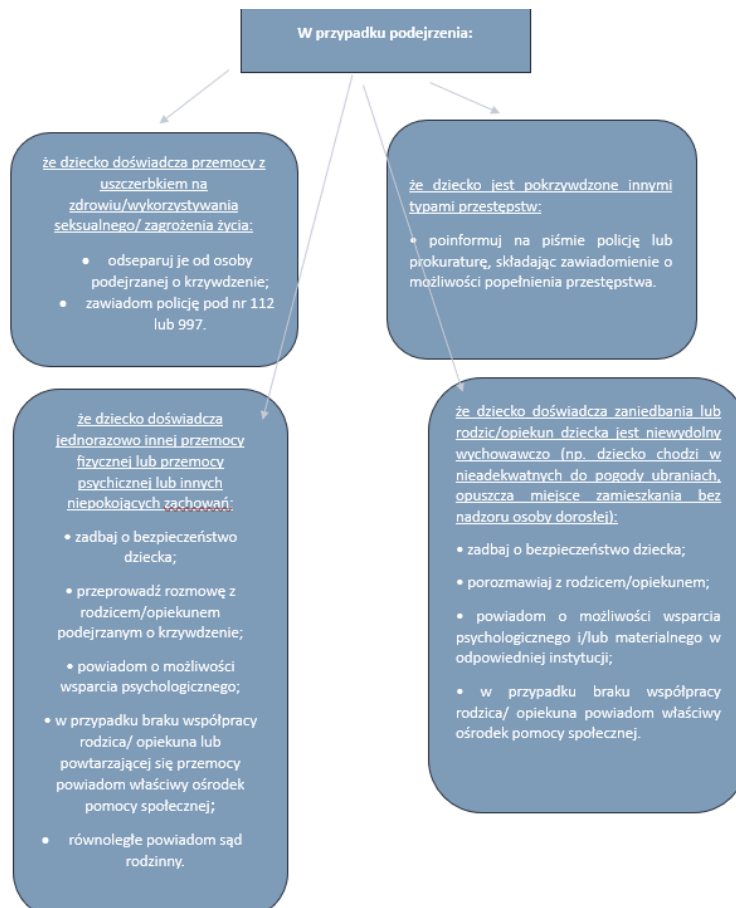 W przypadku podejrzenia:
że dziecko doświadcza przemocy z
uszczerbkiem na
zdrowiu/wykorzystywania
seksualnego/ zagrożenia życia:
● odseparuj je od osoby
podejrzanej o krzywdzenie;
● zawiadom policję pod nr 112
lub 997.
że dziecko jest pokrzywdzone innymi
typami przestępstw:
• poinformuj na piśmie policję lub
prokuraturę, składając zawiadomienie o
możliwości popełnienia przestępstwa.
że dziecko doświadcza
jednorazowo innej przemocy
fizycznej lub przemocy
psychicznej lub innych
niepokojących zachowań:
• zadbaj o bezpieczeństwo
dziecka;
• przeprowadź rozmowę z
rodzicem/opiekunem
podejrzanym o krzywdzenie;
• powiadom o możliwości
wsparcia psychologicznego;
• w przypadku braku współpracy
rodzica/ opiekuna lub
powtarzającej się przemocy
powiadom właściwy ośrodek
pomocy społecznej;
● równoległe powiadom sąd
rodzinny.
że dziecko doświadcza zaniedbania lub
rodzic/opiekun dziecka jest niewydolny
wychowawczo (np. dziecko chodzi w
nieadekwatnych do pogody ubraniach,
opuszcza miejsce zamieszkania bez
nadzoru osoby dorosłej):
• zadbaj o bezpieczeństwo dziecka;
• porozmawiaj z rodzicem/opiekunem;
• powiadom o możliwości wsparcia
psychologicznego i/lub materialnego w
odpowiedniej instytucji;
• w przypadku braku współpracy
rodzica/ opiekuna powiadom właściwy
ośrodek pomocy społecznej.